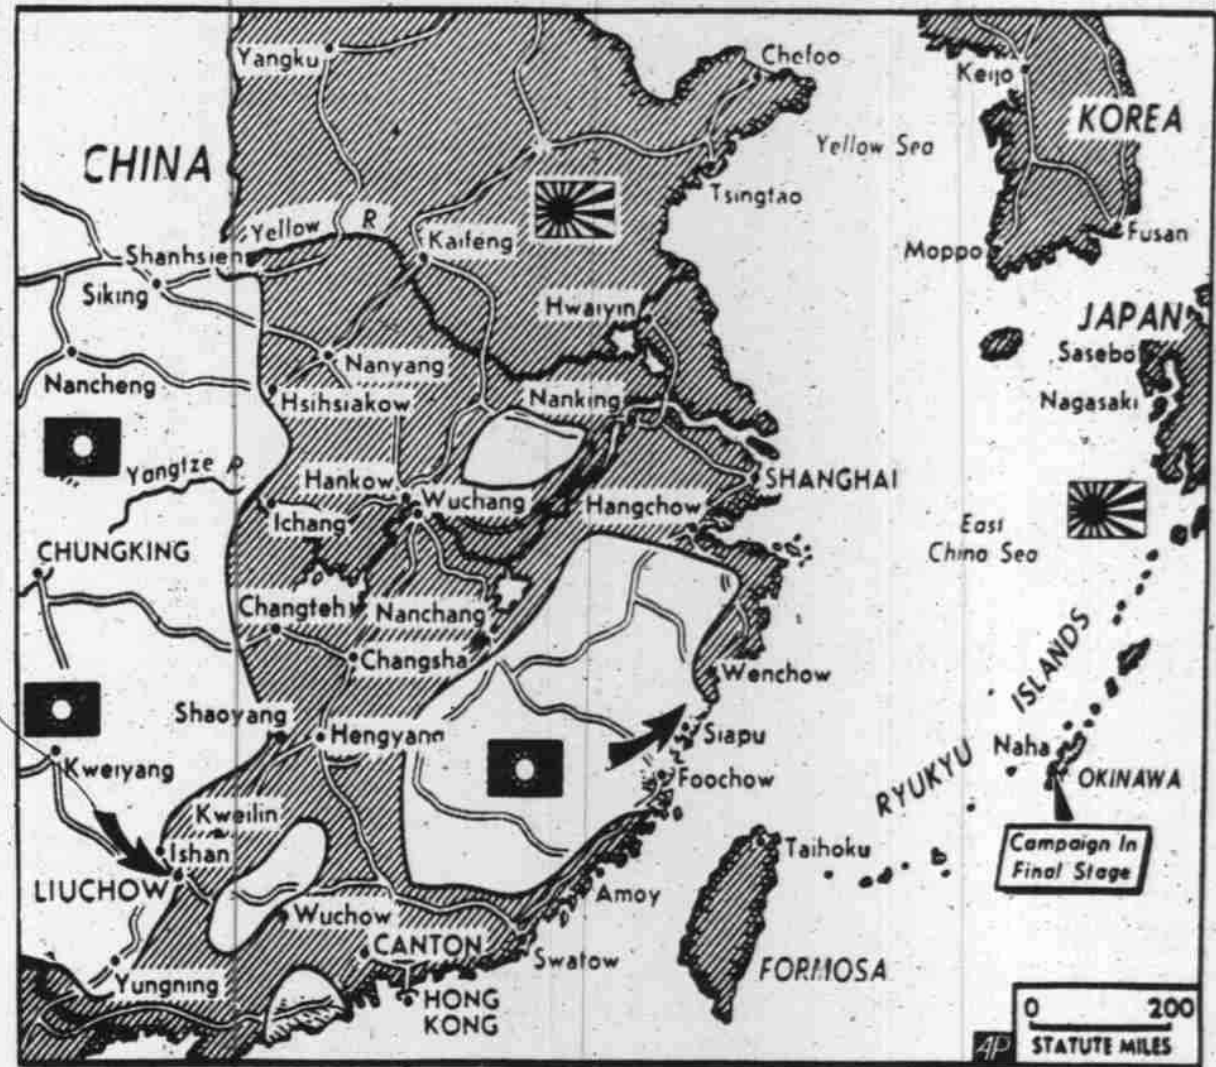 Yangku
Chefoo
Keijo
KOREA
Yellow Sea
CHINA
Tsingtao
Yellow R
Kaifeng
Fusan
Moppo
Shanhsien
Siking
Hwaiyin
JAPAN
Sasebo
Nanyang
Nancheng
Hsihsiakow
Nanking
Nagasaki
Yangtze R.
Hankow
Wuchang
SHANGHAI
Ichang
Hangchow
East
China Sea
CHUNGKING
Changteh
Nanchang
Changsha
Wenchow
RYUKYU ISLANDS
Shaoyang
Hengyang
Siapu
Naha
Kweiyang
Foochow
OKINAWA
Kweilin
Ishan
Taihoku
Campaign In
Final Stage
LIUCHOW
Amoy
Wuchow
CANTON
Swatow
FORMOSA
Yungning
HONG
KONG
0 200
STATUTE MILES
AP